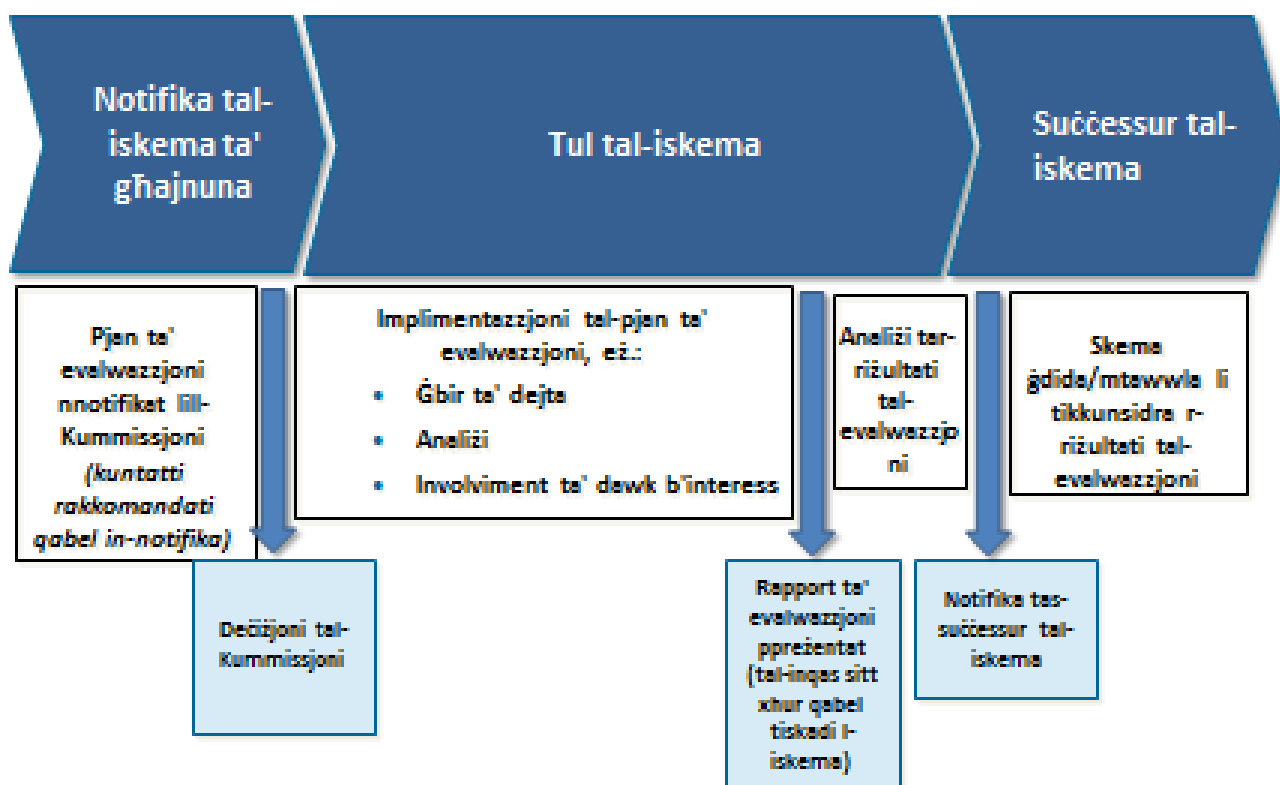 Notifika tal-
iskema ta'
għajnuna
Tul tal-iskema
Suċċessur tal-
iskema
Pjan ta'
evalwazzjoni
nnotifikat lill-
Kummissjoni
(kuntatti
rakkomandati
qabel in-notifika)
Implimentazzjoni tal-pjan ta'
evalwazzjoni, eż.:
• Ġbir ta' dejta
• Analiżi
• Involviment ta' dawk b'interess
Analiżi tar-
riżultati
tal-
evalwazzjo
ni
Skema
ġdida/mtawwla li
tikkunsidra r-
riżultati tal-
evalwazzjoni
Deċiżjoni tal-
Kummissjoni
Rapport ta'
evalwazzjoni
ppreżentat
(tal-inqas sitt
xhur qabel
tiskadi l-
iskema)
Notifika tas-
suċċessur tal-
iskema